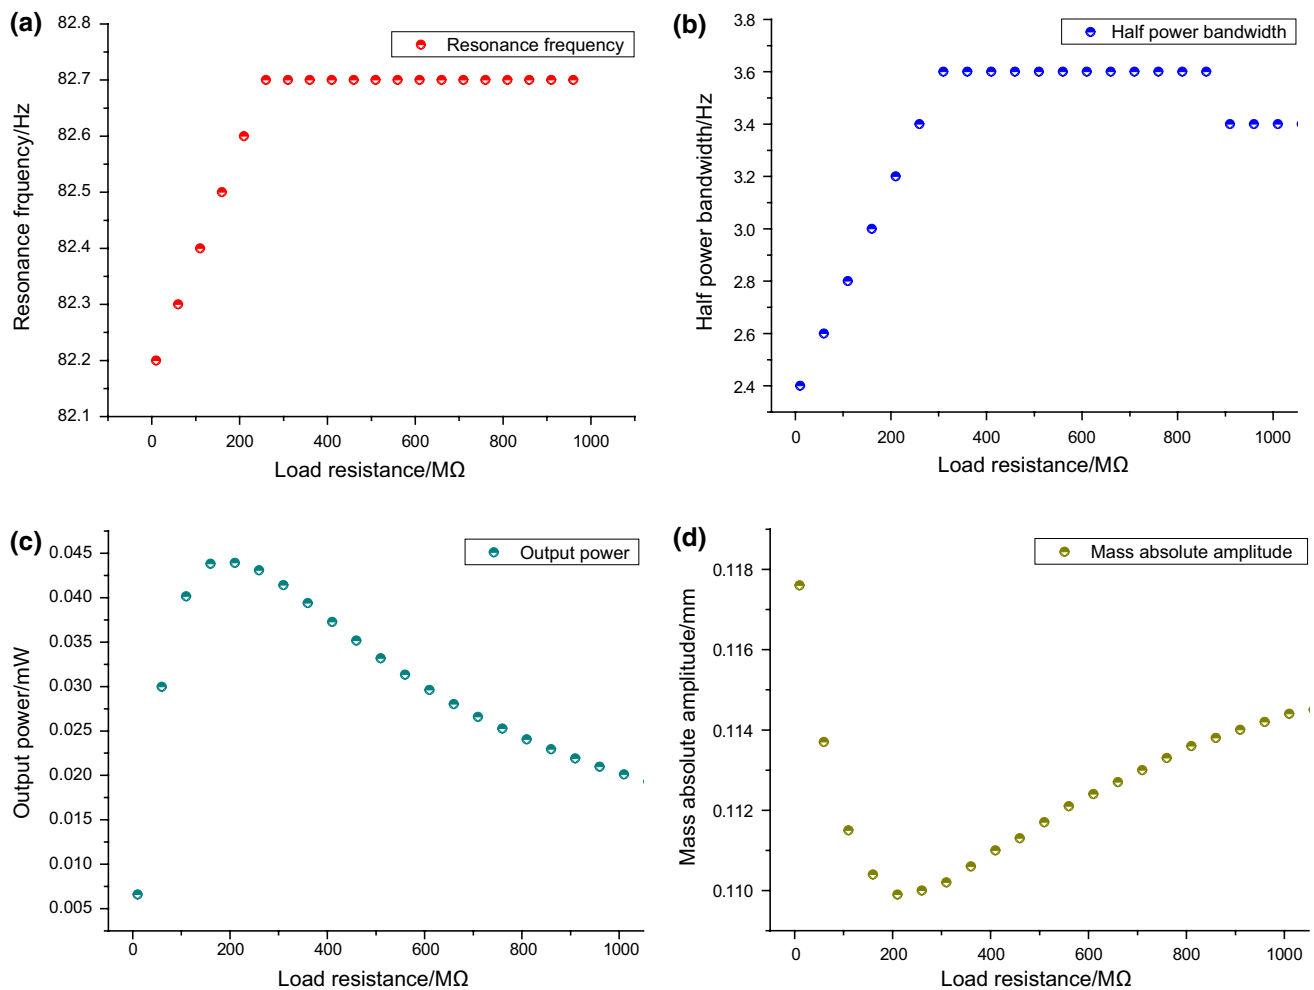 (a)
Resonance frequency
Resonance frquency/Hz
82.8
82.7
82.6
82.5
82.4
82.3
82.2
82.1
0 200 400 600 800 1000
Load resistance/MΩ
(b)
Half power bandwidth
Half power bandwidth/Hz
3.8
3.6
3.4
3.2
3.0
2.8
2.6
2.4
0 200 400 600 800 1000
Load resistance/MΩ
(c)
Output power
Output power/mW
0.045
0.040
0.035
0.030
0.025
0.020
0.015
0.010
0.005
0 200 400 600 800 1000
Load resistance/MΩ
(d)
Mass absolute amplitude
Mass absolute amplitude/mm
0.118
0.116
0.114
0.112
0.110
0 200 400 600 800 1000
Load resistance/MΩ